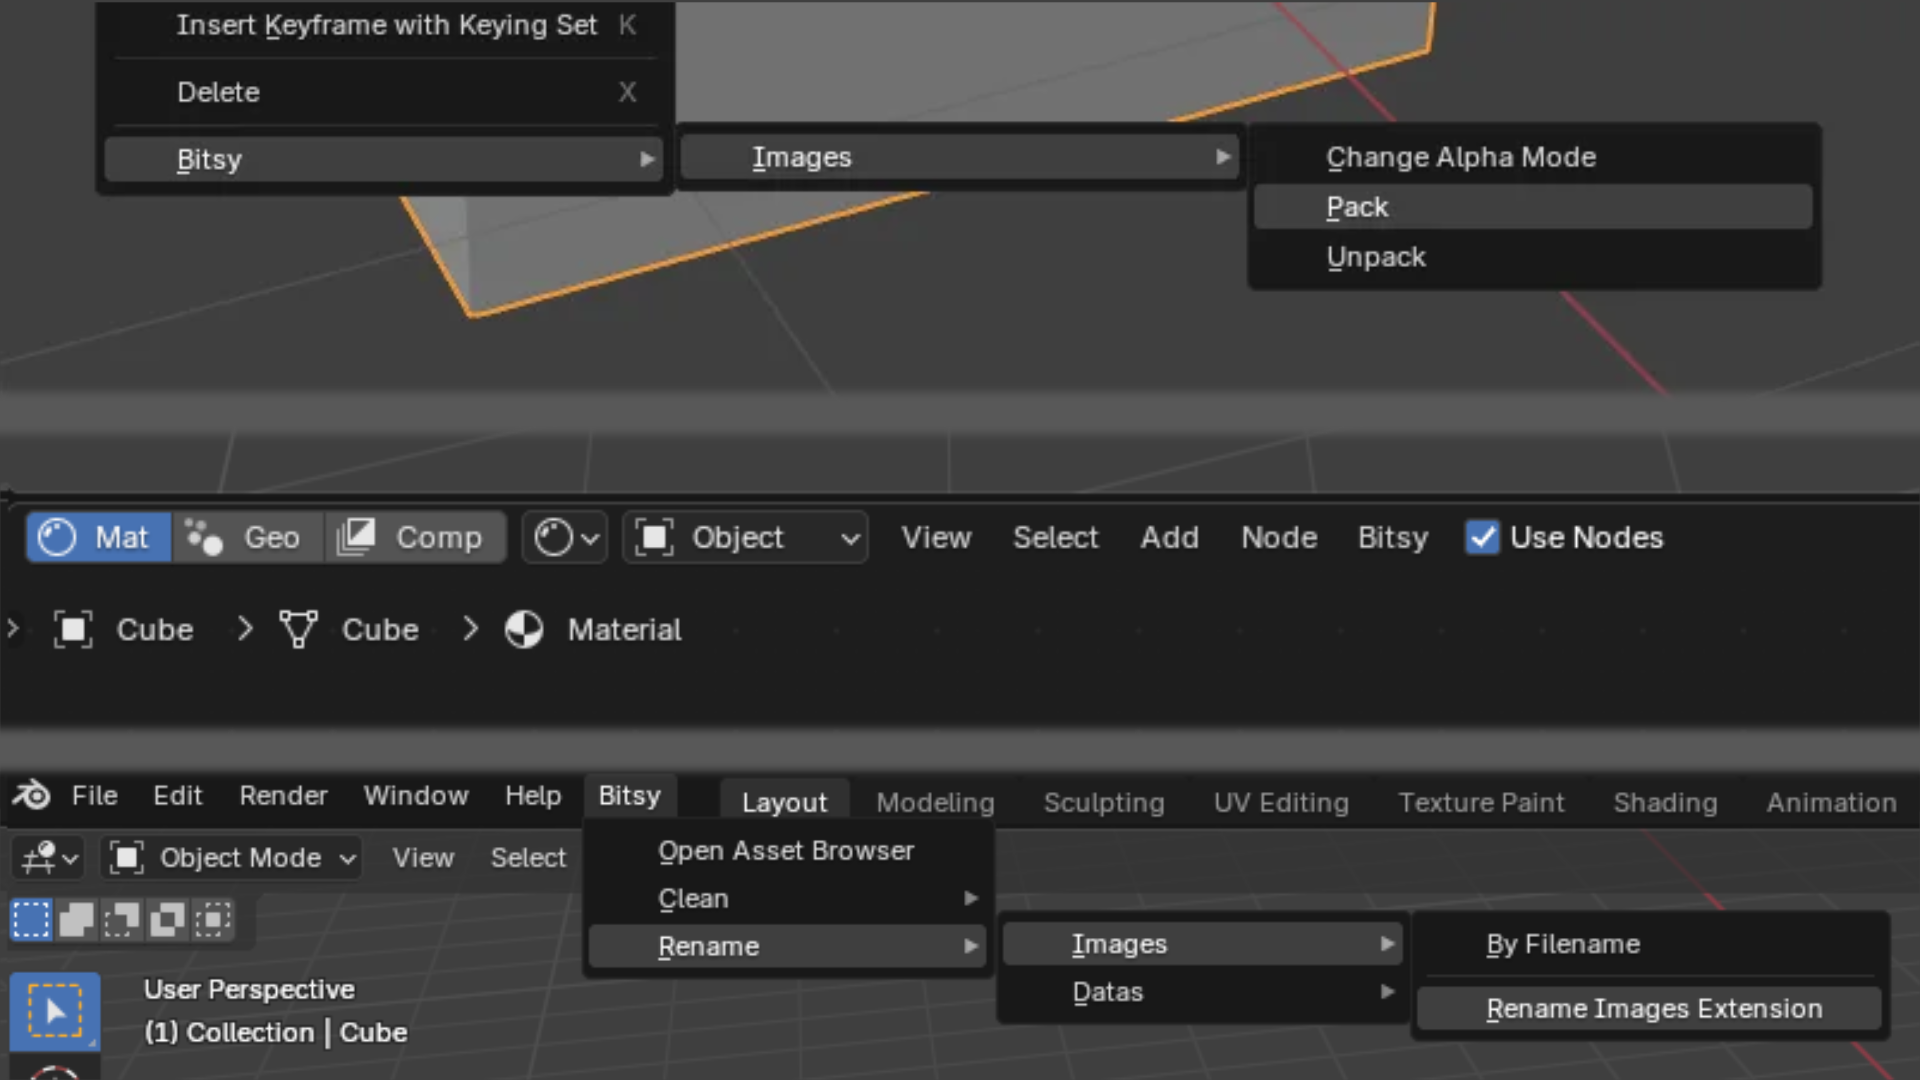 Insert Keyframe with Keying Set K
Delete X
Bitsy
Images
Change Alpha Mode
Pack
Unpack
Mat Geo Comp Object View Select Add Node Bitsy Use Nodes
Cube Cube Material
File Edit Render Window Help Bitsy Layout Modeling Sculpting UV Editing Texture Paint Shading Animation
Object Mode View Select
Open Asset Browser
Clean
Rename
Images
Datas
By Filename
Rename Images Extension
User Perspective
(1) Collection | Cube